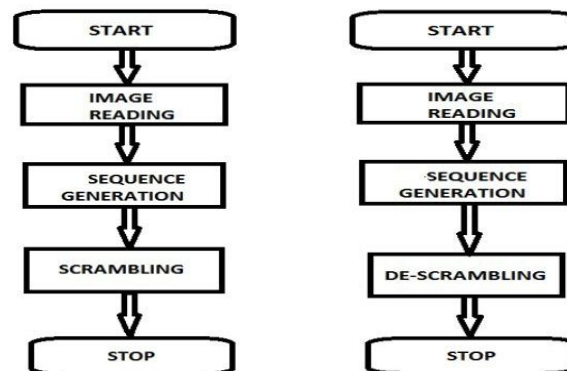 START
IMAGE
READING
SEQUENCE
GENERATION
SCRAMBLING
STOP
START
IMAGE
READING
SEQUENCE
GENERATION
DE-SCRAMBLING
STOP